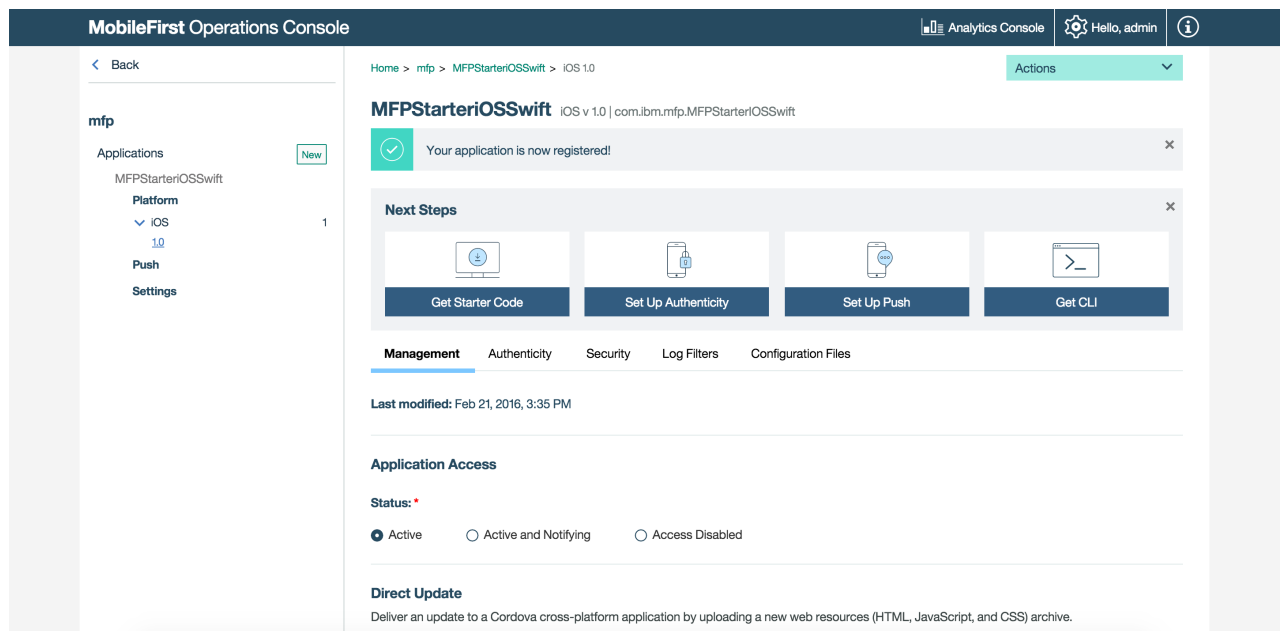 MobileFirst Operations Console
Analytics Console
Hello, admin
Back
mfp
Applications
New
MFPStarteriOSSwift
Platform
iOS 1
1.0
Push
Settings
Home > mfp > MFPStarteriOSSwift > iOS 1.0
Actions
MFPStarteriOSSwift iOS v 1.0 | com.ibm.mfp.MFPStarterIOSSwift
Your application is now registered!
Next Steps
Get Starter Code
Set Up Authenticity
Set Up Push
Get CLI
Management Authenticity Security Log Filters Configuration Files
Last modified: Feb 21, 2016, 3:35 PM
Application Access
Status: *
Active Active and Notifying Access Disabled
Direct Update
Deliver an update to a Cordova cross-platform application by uploading a new web resources (HTML, JavaScript, and CSS) archive.